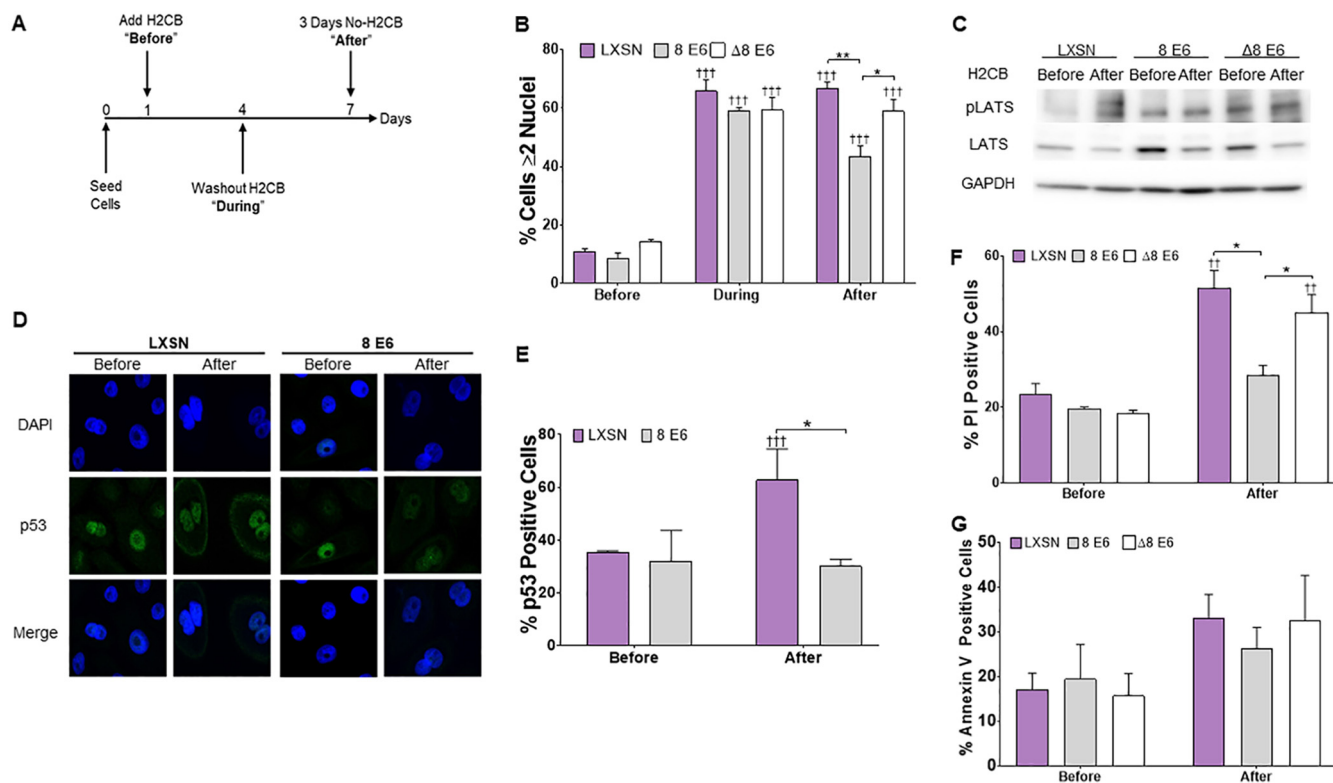 A
Add H2CB
"Before"
3 Days No-H2CB
"After"
0 1 4 7
Days
Seed
Cells
Washout H2CB
"During"
B
LXSN 8 E6 Δ8 E6
% Cells ≥2 Nuclei
80
60
40
20
0
††† ††† †††
††† ††† †††
** *
Before During After
C
LXSN 8 E6 Δ8 E6
H2CB Before After Before After Before After
pLATS
LATS
GAPDH
D
LXSN 8 E6
Before After Before After
DAPI
p53
Merge
E
LXSN 8 E6
% p53 Positive Cells
80
60
40
20
0
†††
*
Before After
F
LXSN 8 E6 Δ8 E6
% PI Positive Cells
60
40
20
0
†† ††
* *
Before After
G
LXSN 8 E6 Δ8 E6
% Annexin V Positive Cells
50
40
30
20
10
0
Before After